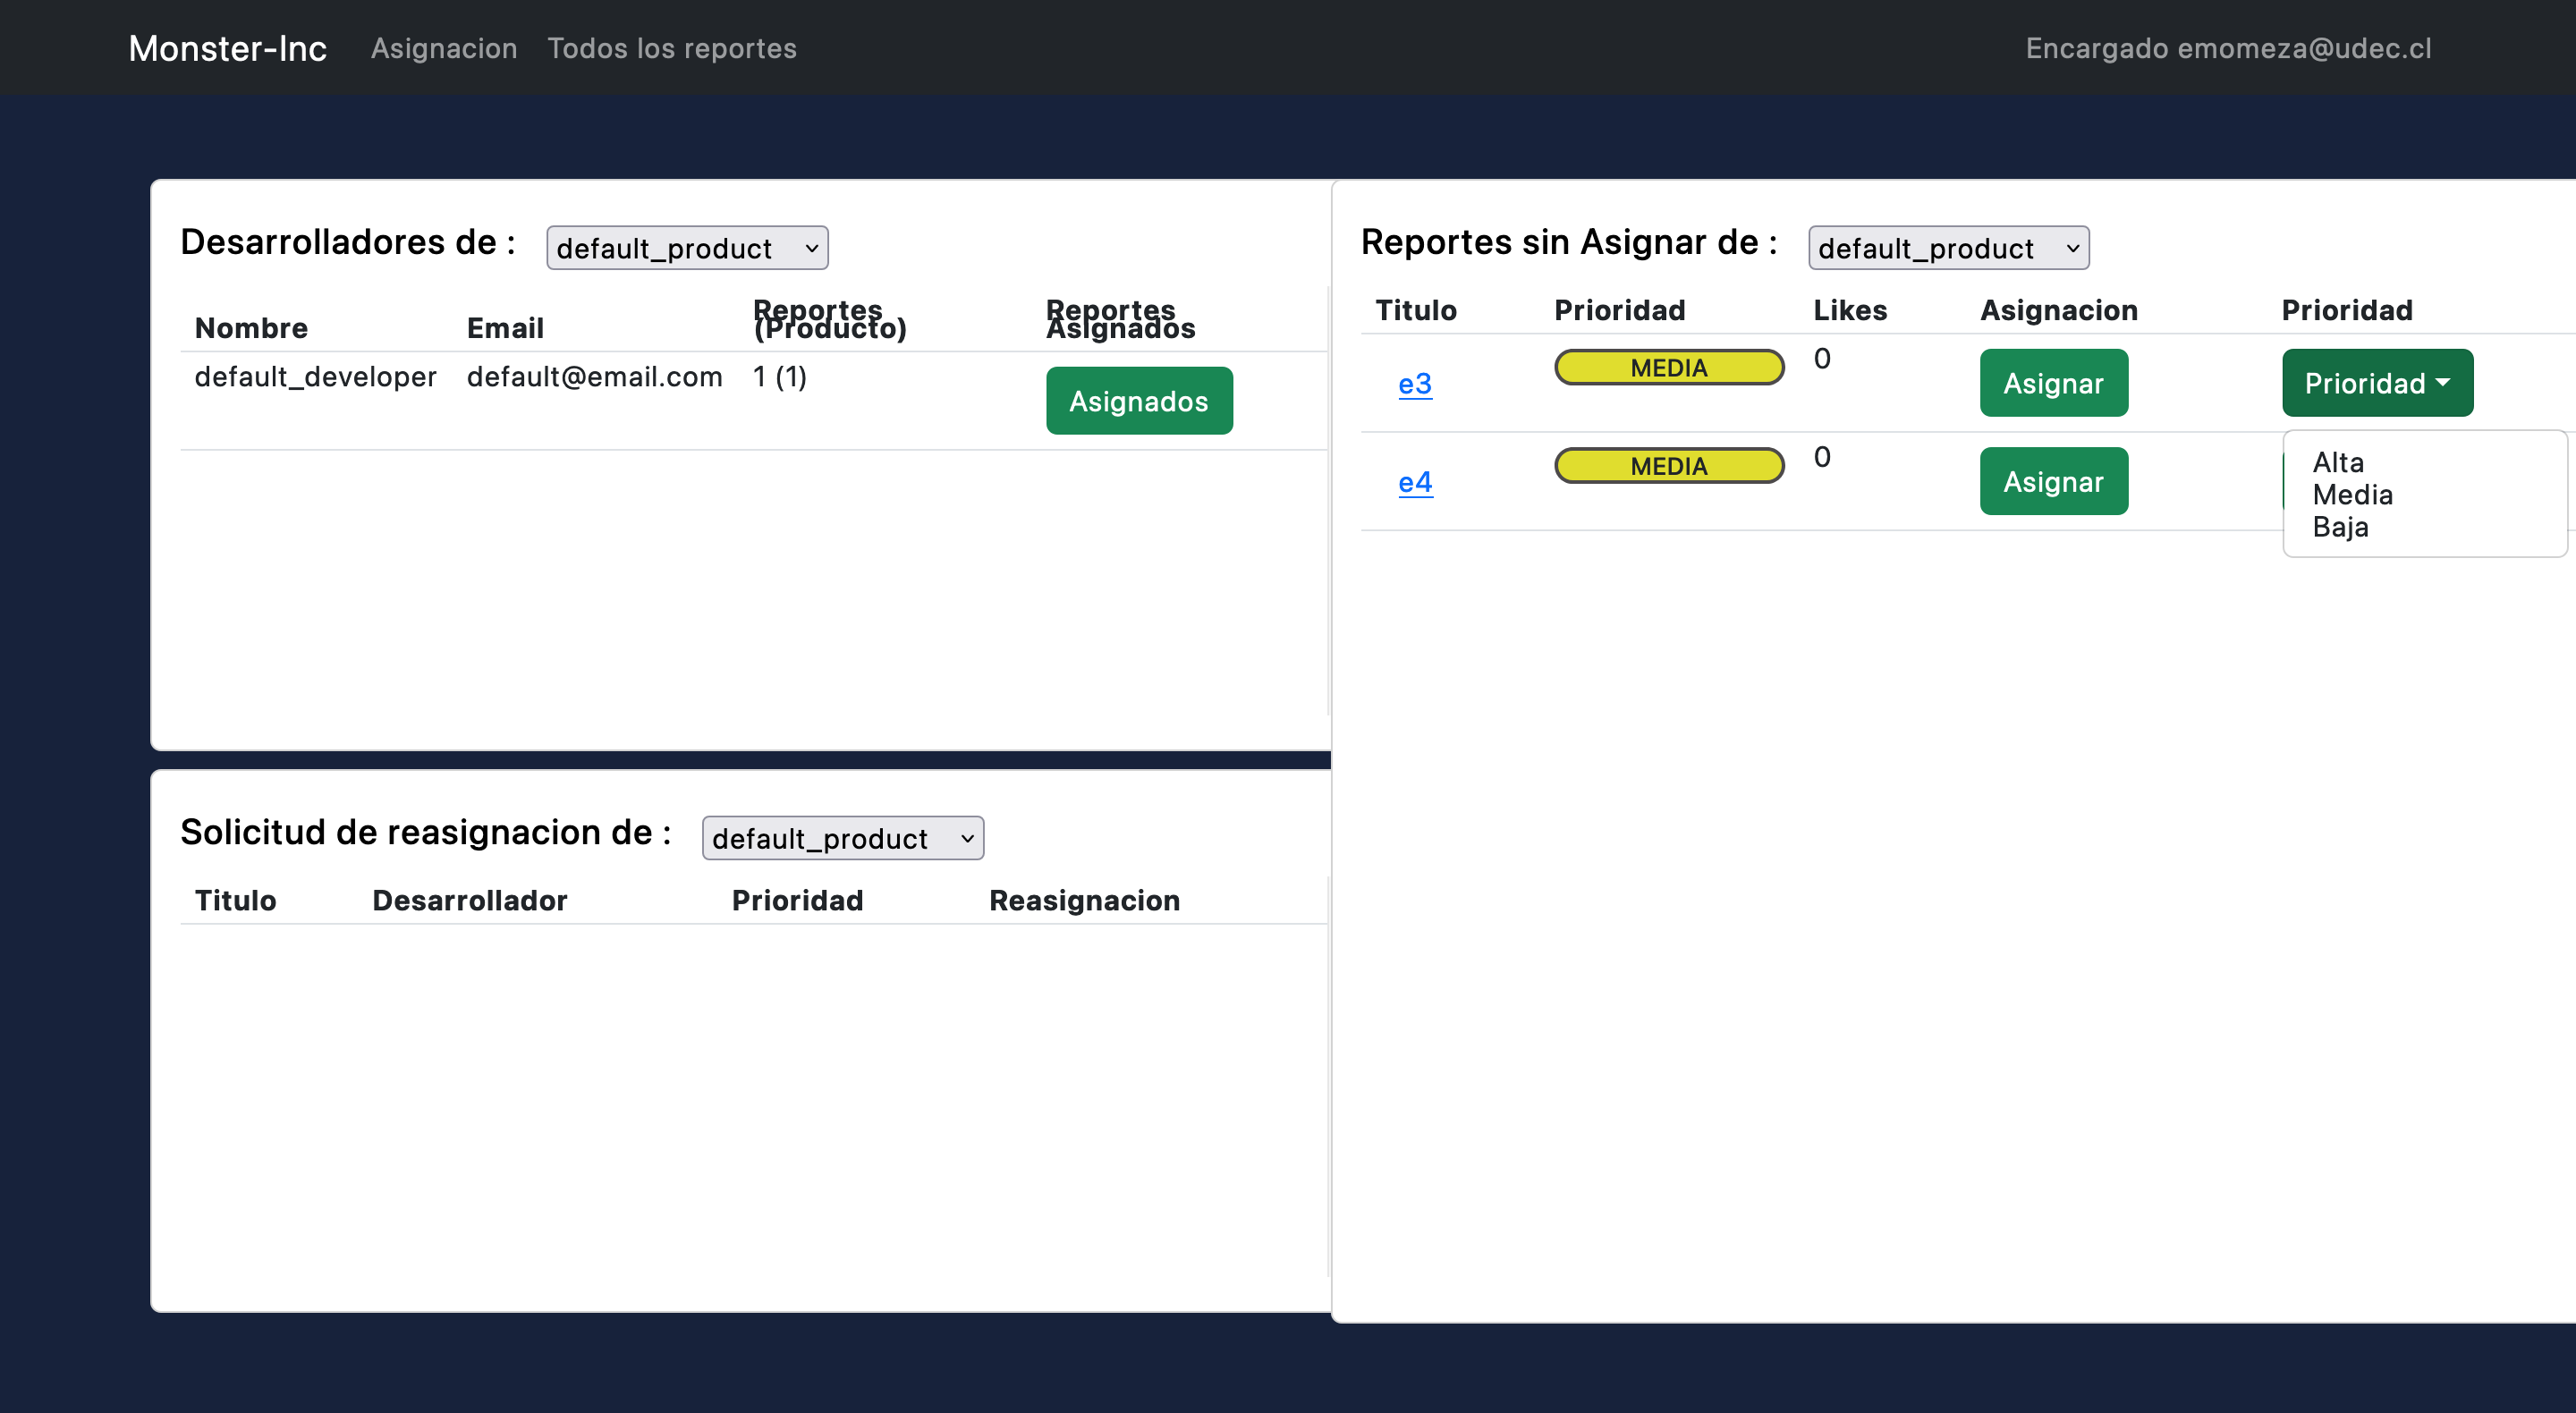 Monster-Inc Asignacion Todos los reportes Encargado emomeza@udec.cl
Desarrolladores de : default_product
Nombre Email Reportes (Producto) Reportes Asignados
default_developer default@email.com 1 (1) Asignados
Reportes sin Asignar de : default_product
Titulo Prioridad Likes Asignacion Prioridad
e3 MEDIA 0 Asignar Prioridad
e4 MEDIA 0 Asignar
Alta
Media
Baja
Solicitud de reasignacion de : default_product
Titulo Desarrollador Prioridad Reasignacion